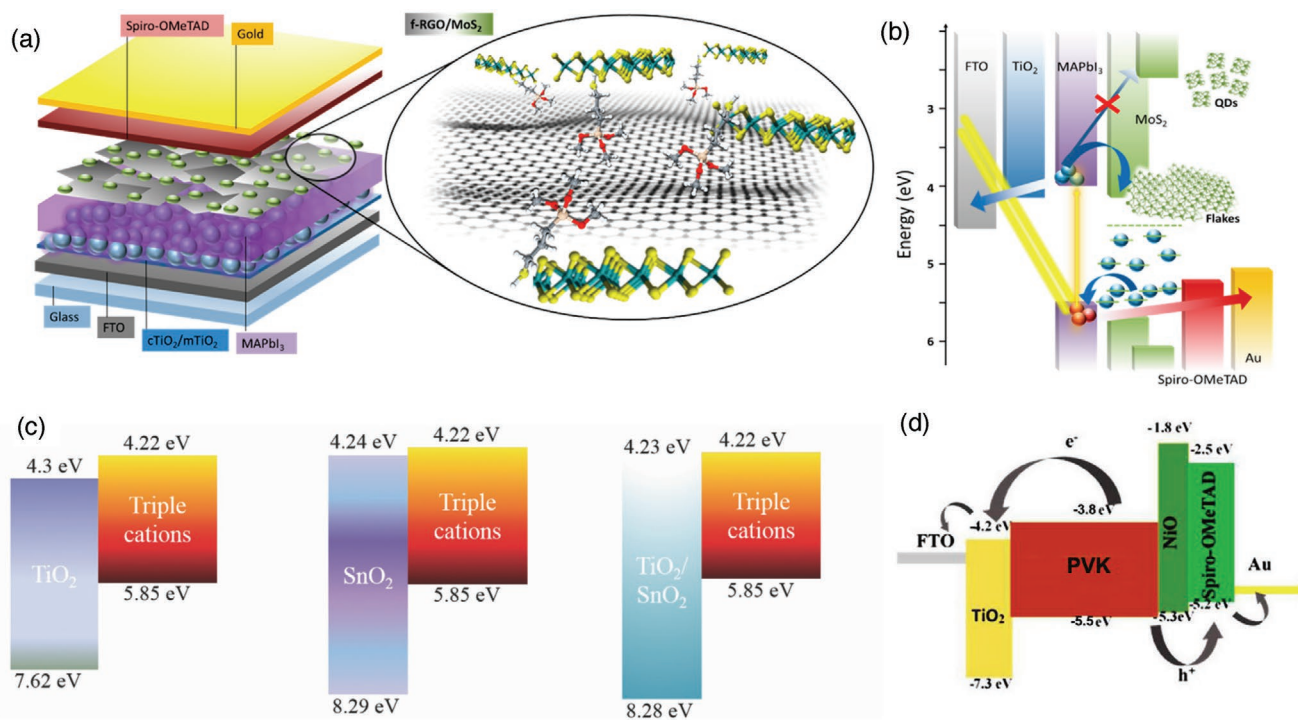 (a)
Spiro-OMeTAD
Gold
f-RGO/MoS₂
Glass
FTO
cTiO₂/mTiO₂
MAPbI₃
(b)
Energy (eV)
3
4
5
6
FTO
TiO₂
MAPbI₃
MoS₂
QDs
Flakes
Spiro-OMeTAD
Au
(c)
4.3 eV
4.22 eV
TiO₂
Triple
cations
5.85 eV
7.62 eV
4.24 eV
4.22 eV
SnO₂
Triple
cations
5.85 eV
8.29 eV
4.23 eV
4.22 eV
TiO₂/
SnO₂
Triple
cations
5.85 eV
8.28 eV
(d)
e⁻
-1.8 eV
-2.5 eV
-3.8 eV
-4.2 eV
FTO
TiO₂
PVK
NiO
Spiro-OMeTAD
Au
-5.2 eV
-5.3 eV
-5.5 eV
h⁺
-7.3 eV